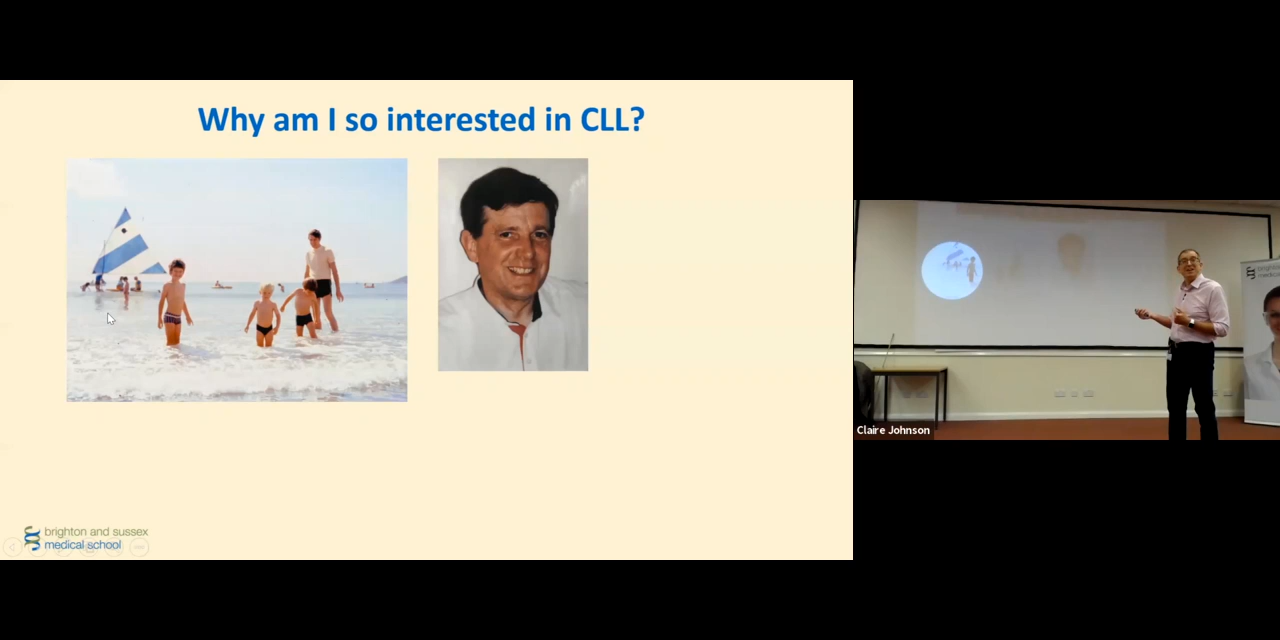 Why am I so interested in CLL?
brighton and sussex
medical school
Claire Johnson